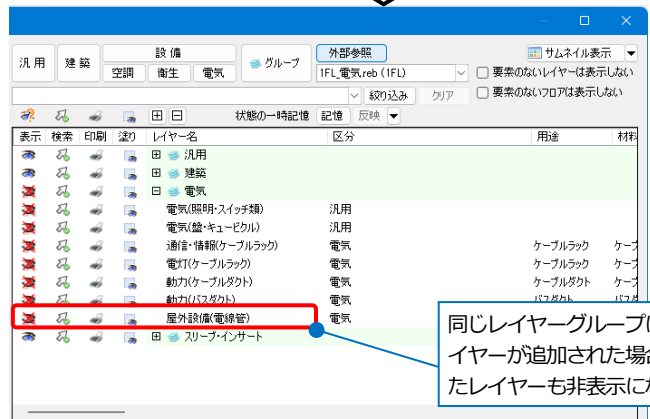 汎用 建築 設備 グループ 外部参照 サムネイル表示
空調 衛生 電気 1FL_電気.reb (1FL) 要素のないレイヤーは表示しない
絞り込み クリア 要素のないフロアは表示しない
状態の一時記憶 記憶 反映
表示 検索 印刷 塗り レイヤー名 区分 用途 材料
汎用
建築
電気
電気(照明・スイッチ類) 汎用
電気(盤・キュービクル) 汎用
通信・情報(ケーブルラック) 電気 ケーブルラック
電灯(ケーブルラック) 電気 ケーブルラック
動力(ケーブルダクト) 電気 ケーブルダクト
動力(バスダクト) 電気 バスダクト
屋外設備(電線管) 電気
スリーブ・インサート
同じレイヤーグループ
イヤーが追加された場合
たレイヤーも非表示に